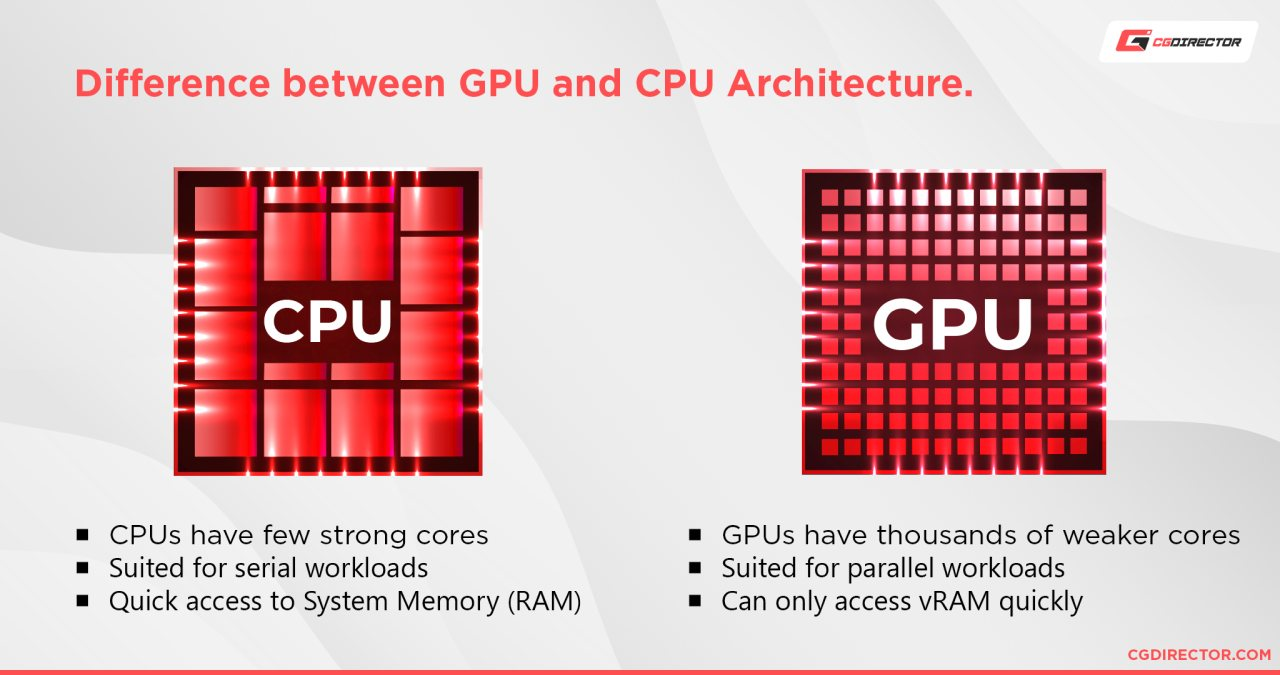 CGDIRECTOR
Difference between GPU and CPU Architecture.
CPU
GPU
■ CPUs have few strong cores
■ Suited for serial workloads
■ Quick access to System Memory (RAM)
■ GPUs have thousands of weaker cores
■ Suited for parallel workloads
■ Can only access vRAM quickly
CGDIRECTOR.COM